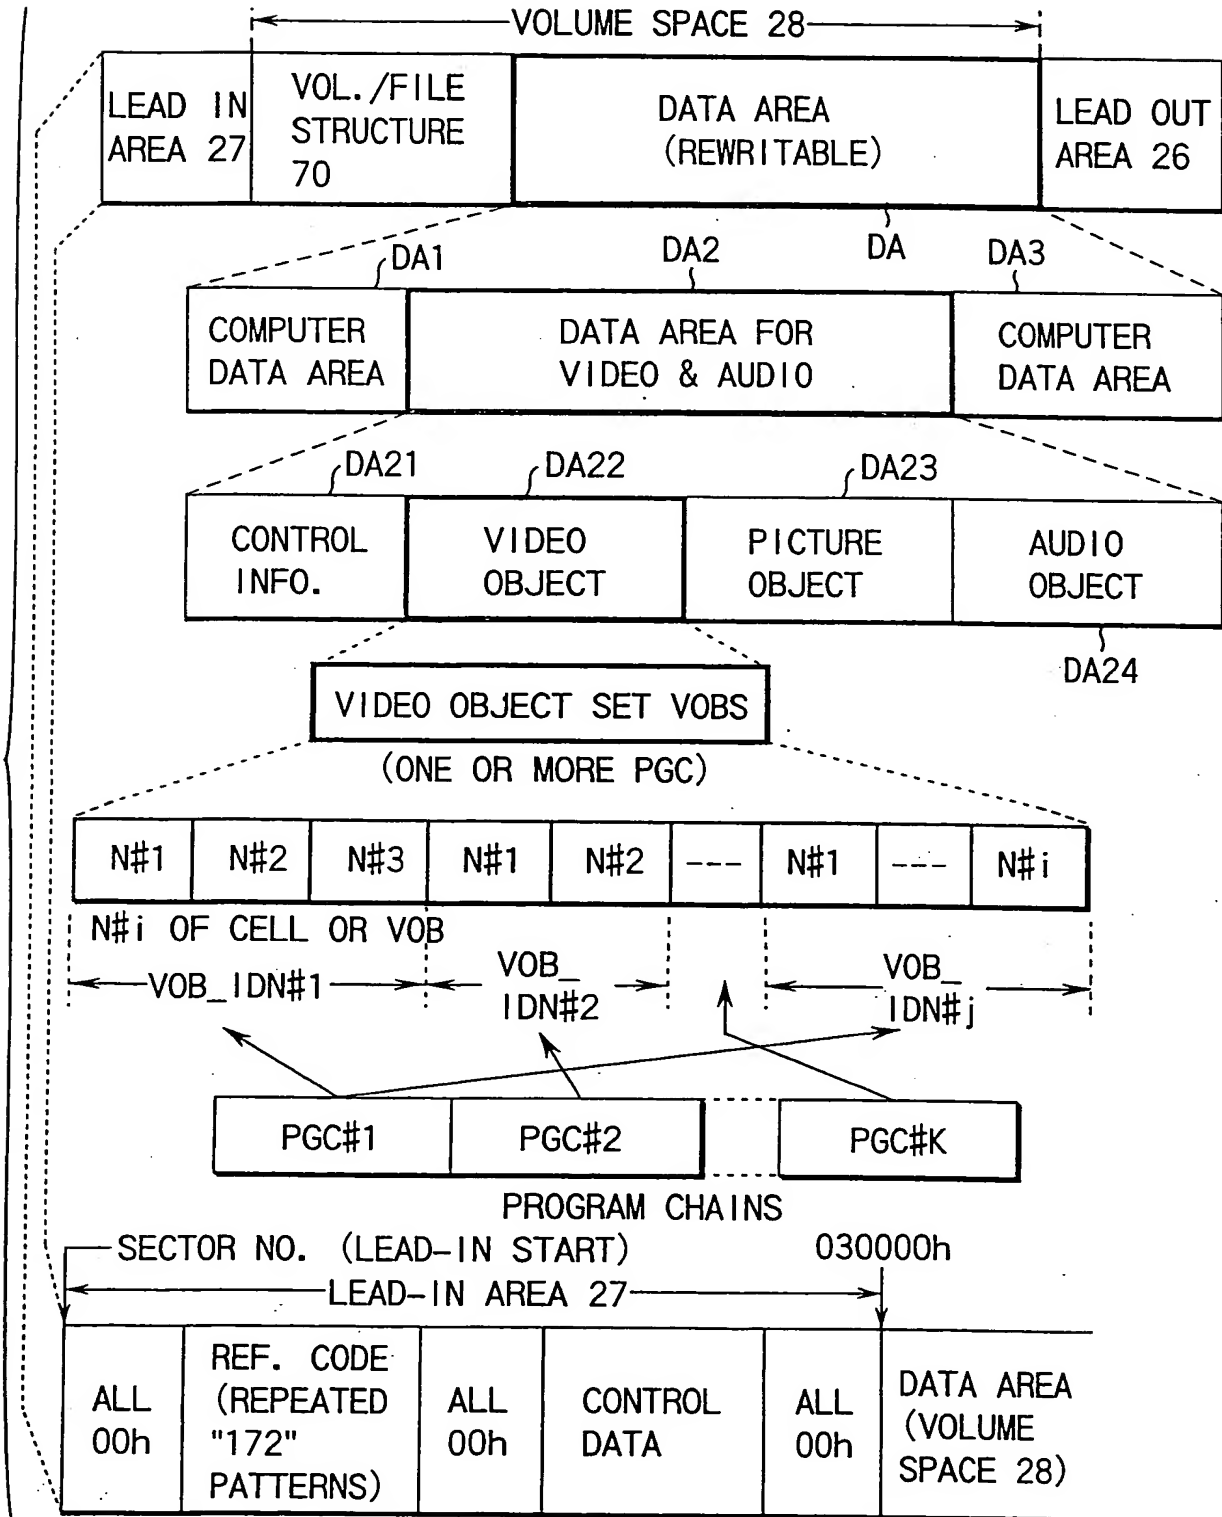 VOLUME SPACE 28
LEAD IN
AREA 27
VOL./FILE
STRUCTURE
70
DATA AREA
(REWRITABLE)
LEAD OUT
AREA 26
DA1
DA2
DA
DA3
COMPUTER
DATA AREA
DATA AREA FOR
VIDEO & AUDIO
COMPUTER
DATA AREA
DA21
DA22
DA23
CONTROL
INFO.
VIDEO
OBJECT
PICTURE
OBJECT
AUDIO
OBJECT
DA24
VIDEO OBJECT SET VOBS
(ONE OR MORE PGC)
N#1 N#2 N#3 N#1 N#2 --- N#1 --- N#i
N#i OF CELL OR VOB
VOB_IDN#1
VOB_
IDN#2
VOB_
IDN#j
PGC#1 PGC#2 PGC#K
PROGRAM CHAINS
SECTOR NO. (LEAD-IN START)
030000h
LEAD-IN AREA 27
ALL
00h
REF. CODE
(REPEATED
"172"
PATTERNS)
ALL
00h
CONTROL
DATA
ALL
00h
DATA AREA
(VOLUME
SPACE 28)